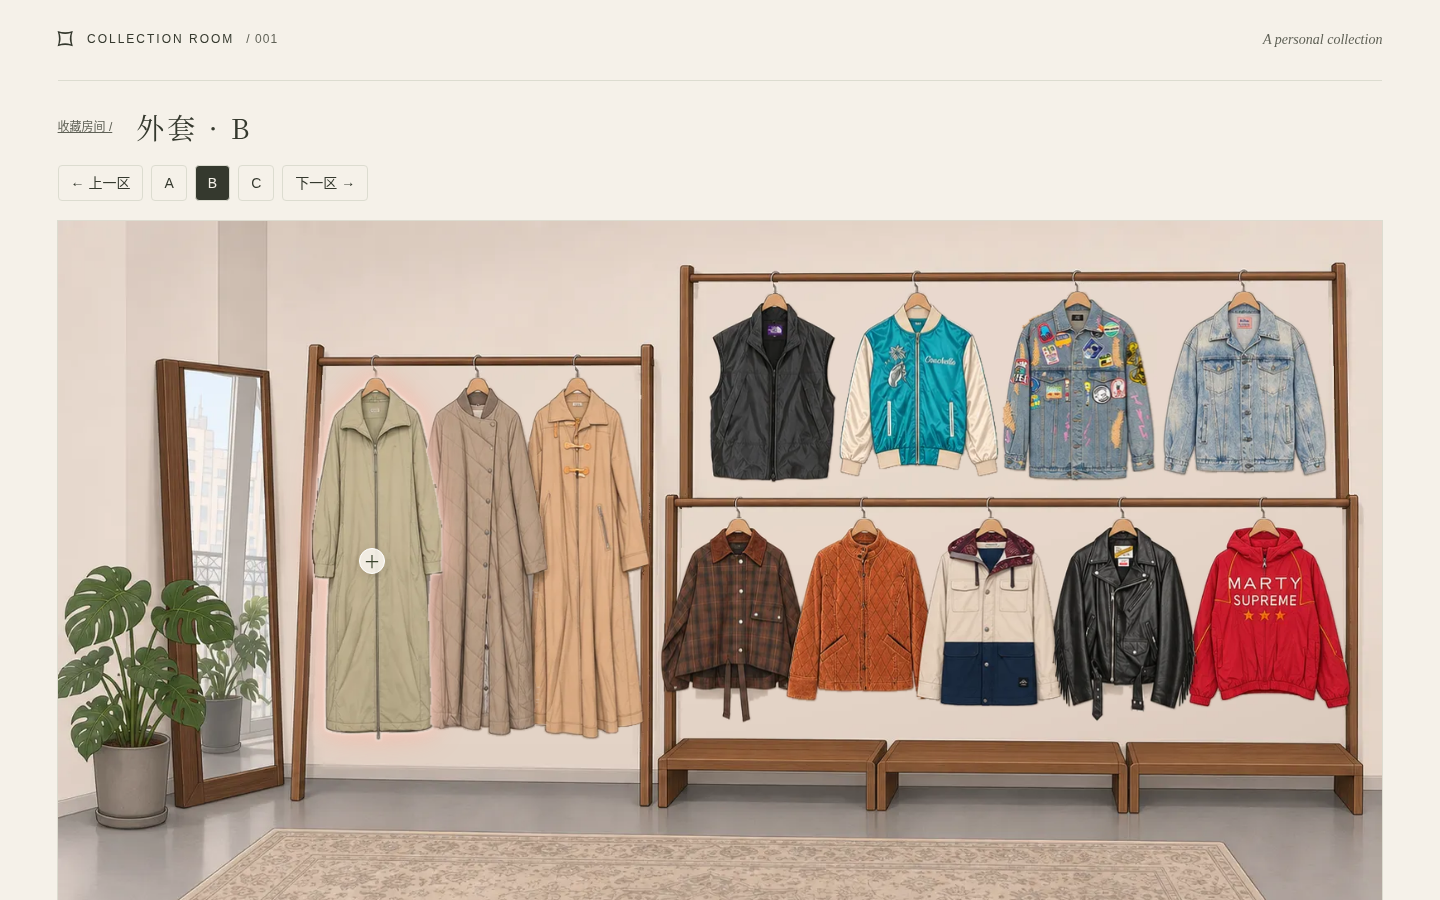 COLLECTION ROOM / 001
A personal collection
收藏房间 /
外套 · B
← 上一区
A
B
C
下一区 →
Coachella
MARTY
SUPREME